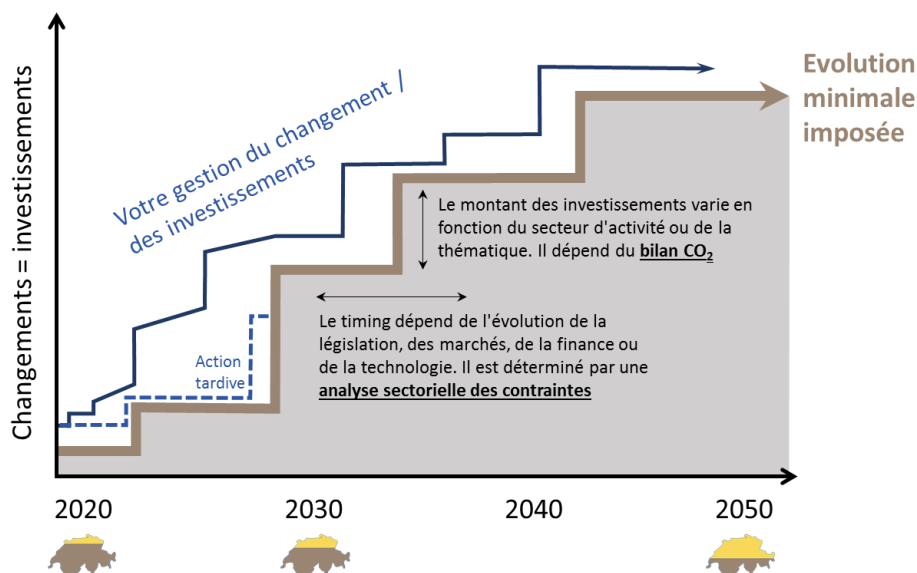 Changements = investissements
Votre gestion du changement /
des investissements
Evolution
minimale
imposée
Le montant des investissements varie en
fonction du secteur d'activité ou de la
thématique. Il dépend du bilan CO₂
Le timing dépend de l'évolution de la
législation, des marchés, de la finance ou
de la technologie. Il est déterminé par une
analyse sectorielle des contraintes
Action
tardive
2020 2030 2040 2050